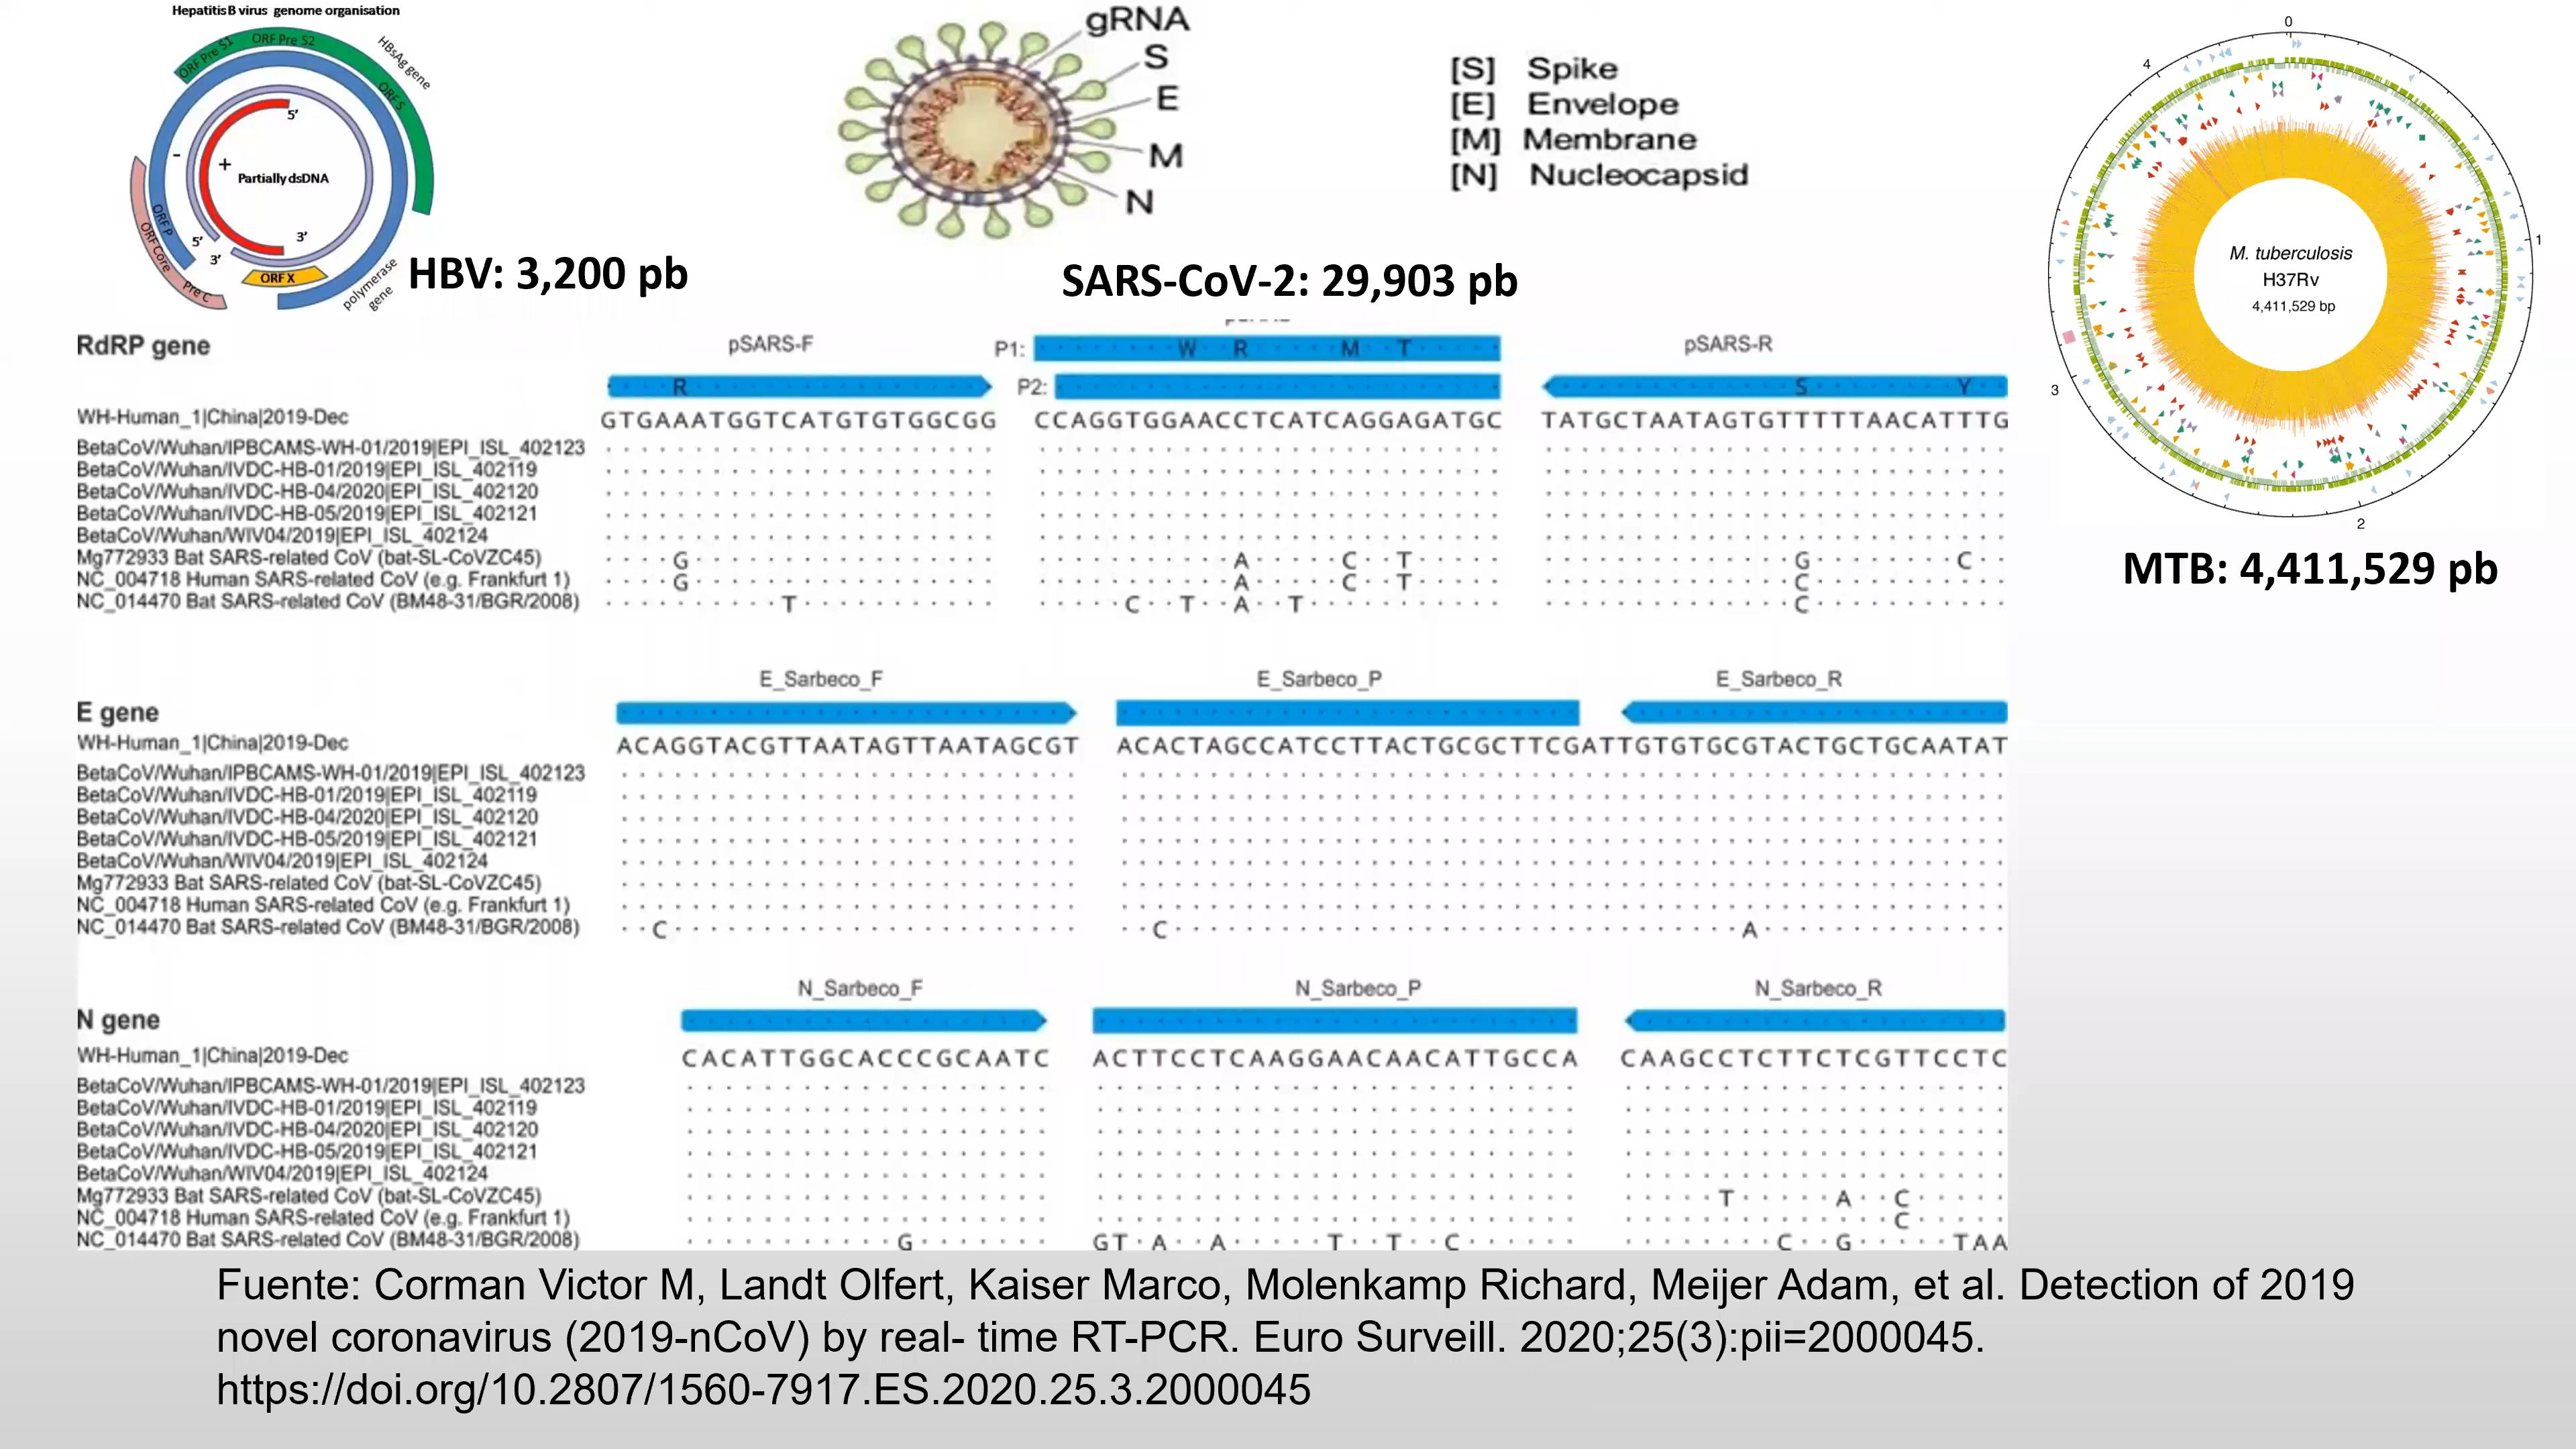 Hepatitis B virus genome organisation
ORF Pre S1
ORF Pre S2
HBsAg gene
ORF S
5'
-
+
Partially dsDNA
ORF P
ORF Core
Pre C
5'
3'
3'
ORF X
polymerase
gene
HBV: 3,200 pb
gRNA
S
E
M
N
SARS-CoV-2: 29,903 pb
[S] Spike
[E] Envelope
[M] Membrane
[N] Nucleocapsid
0
4
1
M. tuberculosis
H37Rv
4,411,529 bp
3
2
MTB: 4,411,529 pb
RdRP gene
pSARS-F
P1: W R M T
pSARS-R
R
P2:
S Y
WH-Human_1|China|2019-Dec GTGAAATGGTCATGTGTGGCGG CCAGGTGGAACCTCATCAGGAGATGC TATGCTAATAGTGTTTTTAACATTTG
BetaCoV/Wuhan/IPBCAMS-WH-01/2019|EPI_ISL_402123
BetaCoV/Wuhan/IVDC-HB-01/2019|EPI_ISL_402119
BetaCoV/Wuhan/IVDC-HB-04/2020|EPI_ISL_402120
BetaCoV/Wuhan/IVDC-HB-05/2019|EPI_ISL_402121
BetaCoV/Wuhan/WIV04/2019|EPI_ISL_402124
Mg772933 Bat SARS-related CoV (bat-SL-CoVZC45) G A C T G C
NC_004718 Human SARS-related CoV (e.g. Frankfurt 1) G A C T C
NC_014470 Bat SARS-related CoV (BM48-31/BGR/2008) T C T A T C
E_Sarbeco_F E_Sarbeco_P E_Sarbeco_R
E gene
WH-Human_1|China|2019-Dec ACAGGTACGTTAATAGTTAATAGCGT ACACTAGCCATCCTTACTGCGCTTCGATTGTGTGCGTACTGCTGCAATAT
BetaCoV/Wuhan/IPBCAMS-WH-01/2019|EPI_ISL_402123
BetaCoV/Wuhan/IVDC-HB-01/2019|EPI_ISL_402119
BetaCoV/Wuhan/IVDC-HB-04/2020|EPI_ISL_402120
BetaCoV/Wuhan/IVDC-HB-05/2019|EPI_ISL_402121
BetaCoV/Wuhan/WIV04/2019|EPI_ISL_402124
Mg772933 Bat SARS-related CoV (bat-SL-CoVZC45)
NC_004718 Human SARS-related CoV (e.g. Frankfurt 1)
NC_014470 Bat SARS-related CoV (BM48-31/BGR/2008) C C A
N_Sarbeco_F N_Sarbeco_P N_Sarbeco_R
N gene
WH-Human_1|China|2019-Dec CACATTGGCACCCGCAATC ACTTCCTCAAGGAACAACATTGCCA CAAGCCTCTTCTCGTTCCTC
BetaCoV/Wuhan/IPBCAMS-WH-01/2019|EPI_ISL_402123
BetaCoV/Wuhan/IVDC-HB-01/2019|EPI_ISL_402119
BetaCoV/Wuhan/IVDC-HB-04/2020|EPI_ISL_402120
BetaCoV/Wuhan/IVDC-HB-05/2019|EPI_ISL_402121
BetaCoV/Wuhan/WIV04/2019|EPI_ISL_402124
Mg772933 Bat SARS-related CoV (bat-SL-CoVZC45) T A C
NC_004718 Human SARS-related CoV (e.g. Frankfurt 1) C
NC_014470 Bat SARS-related CoV (BM48-31/BGR/2008) G GT A A T T C C G TAA
Fuente: Corman Victor M, Landt Olfert, Kaiser Marco, Molenkamp Richard, Meijer Adam, et al. Detection of 2019
novel coronavirus (2019-nCoV) by real- time RT-PCR. Euro Surveill. 2020;25(3):pii=2000045.
https://doi.org/10.2807/1560-7917.ES.2020.25.3.2000045